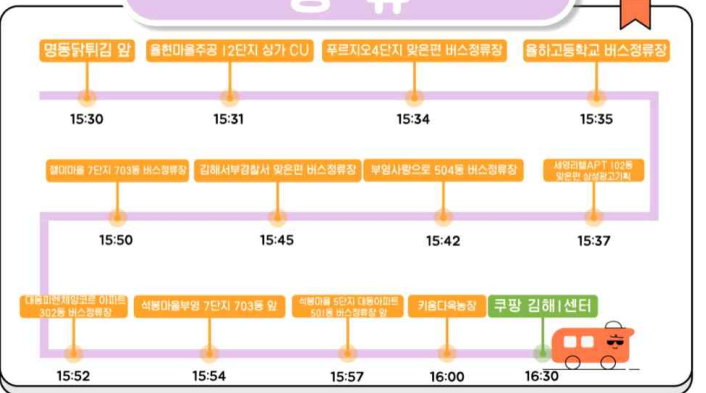 명동닭튀김 앞
율현마을주공 12단지 상가 CU
푸르지오4단지 맞은편 버스정류장
율하고등학교 버스정류장
15:30
15:31
15:34
15:35
젤미마을 7단지 703동 버스정류장
김해서부경찰서 맞은편 버스정류장
부영사랑으로 504동 버스정류장
세영리첼APT 102동
맞은편 삼성광고기획
15:50
15:45
15:42
15:37
302동 버스정류장
석봉마을부영 7단지 703동 앞
석봉마을 5단지 대동아파트
501동 버스정류장 앞
키움다육농장
쿠팡 김해1센터
15:52
15:54
15:57
16:00
16:30